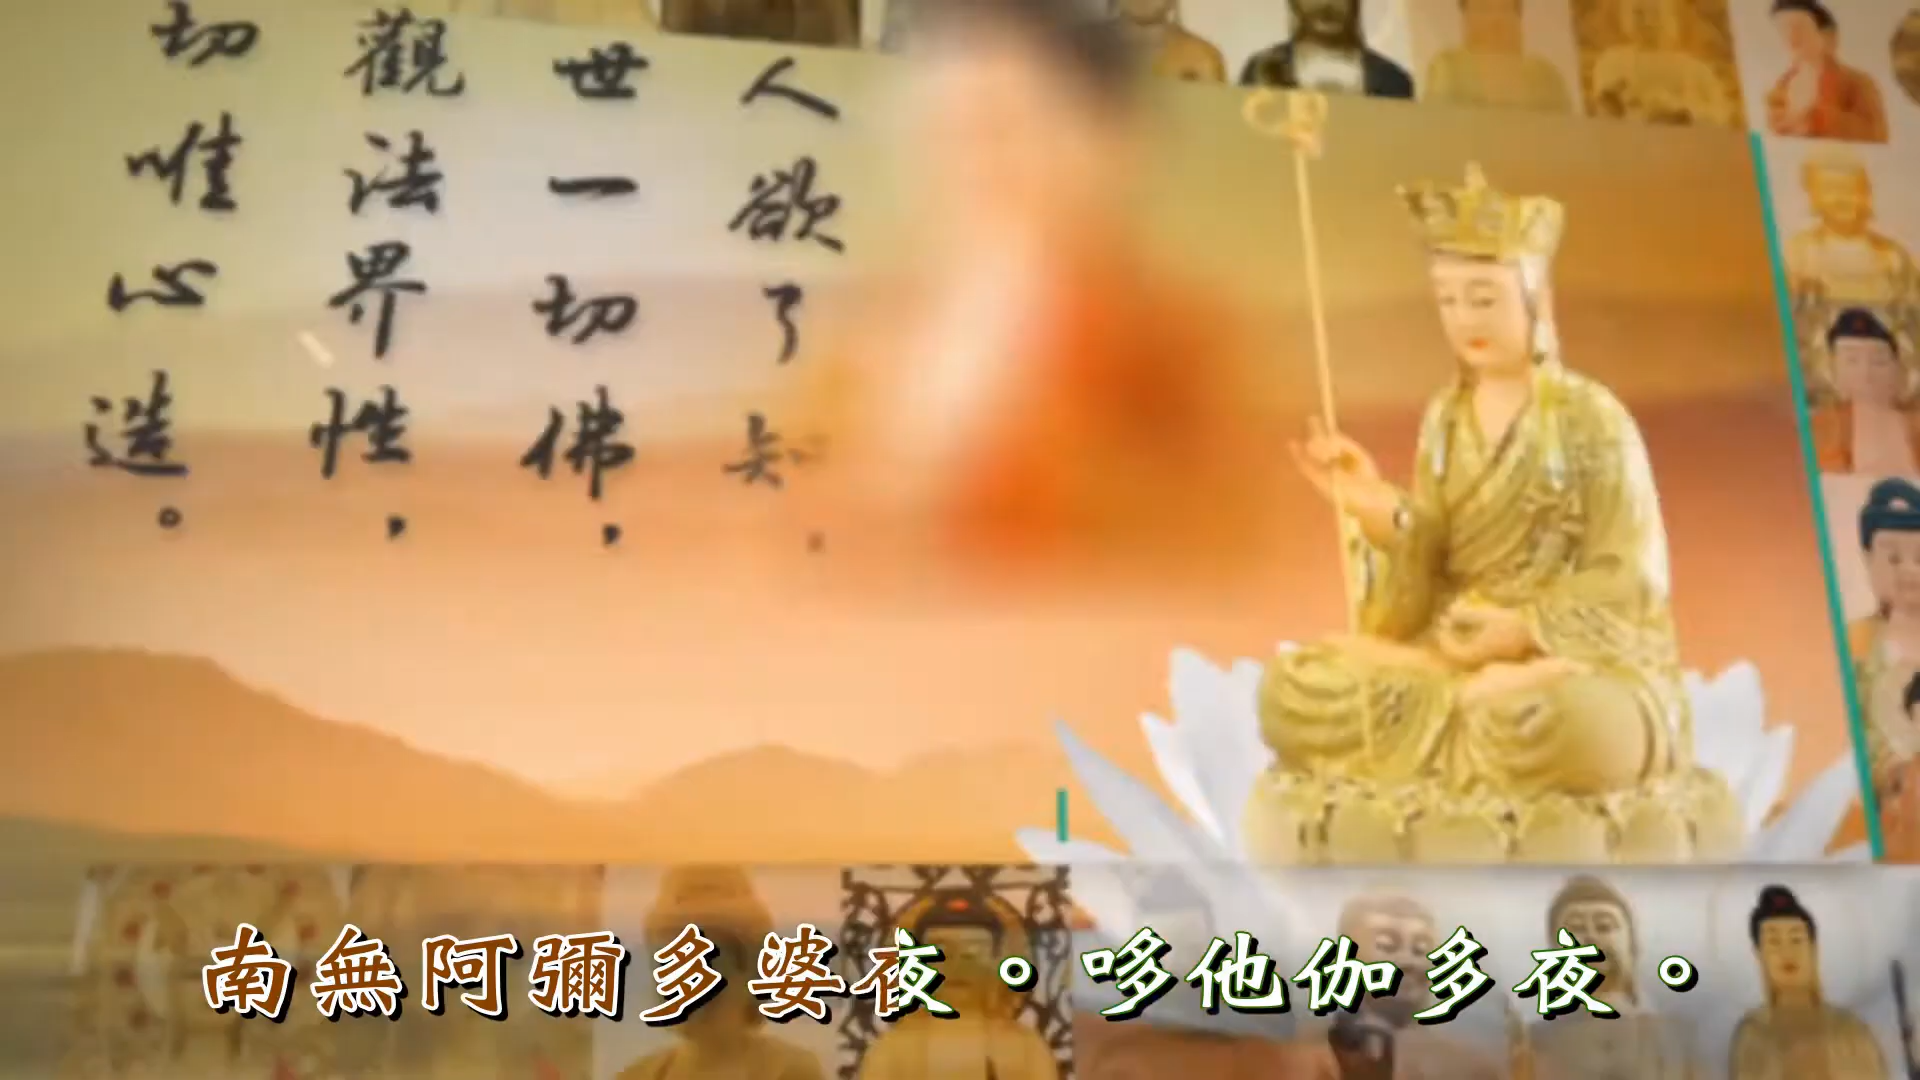 人欲了知，
世一切佛，
觀法界性，
切唯心造。
南無阿彌多婆夜。哆他伽多夜。